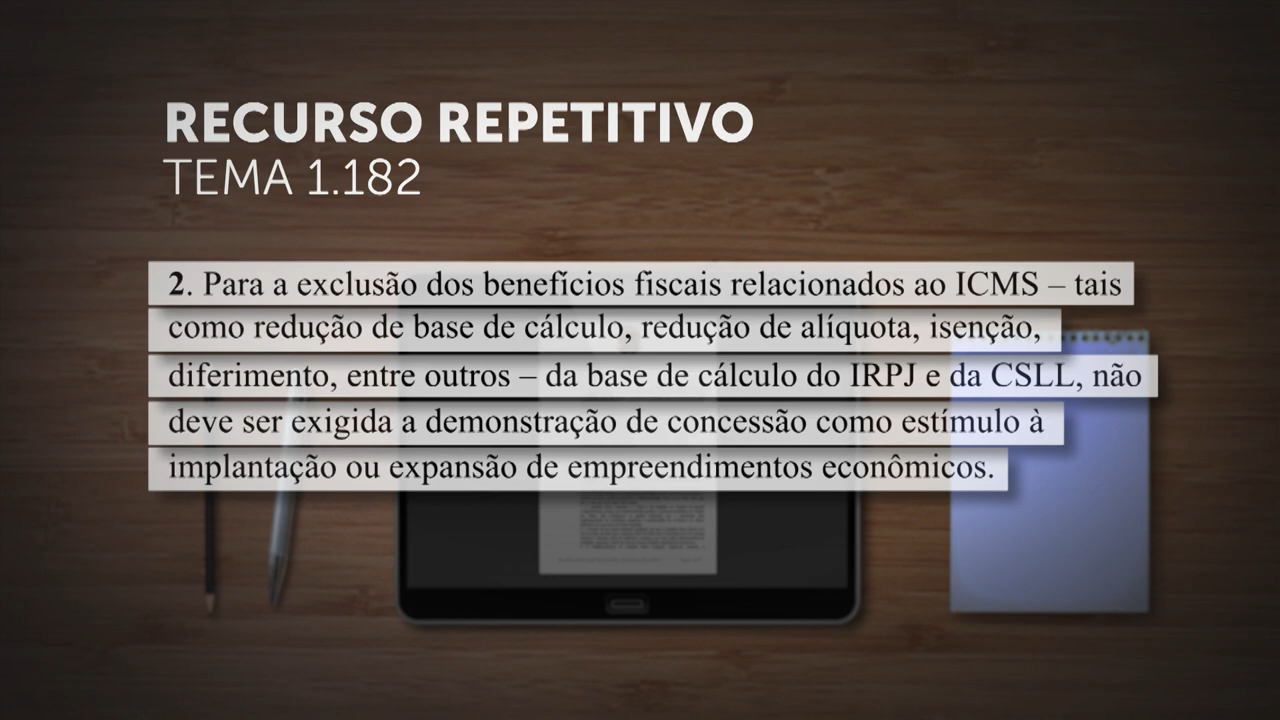 RECURSO REPETITIVO
TEMA 1.182
2. Para a exclusão dos benefícios fiscais relacionados ao ICMS – tais
como redução de base de cálculo, redução de alíquota, isenção,
diferimento, entre outros – da base de cálculo do IRPJ e da CSLL, não
deve ser exigida a demonstração de concessão como estímulo à
implantação ou expansão de empreendimentos econômicos.